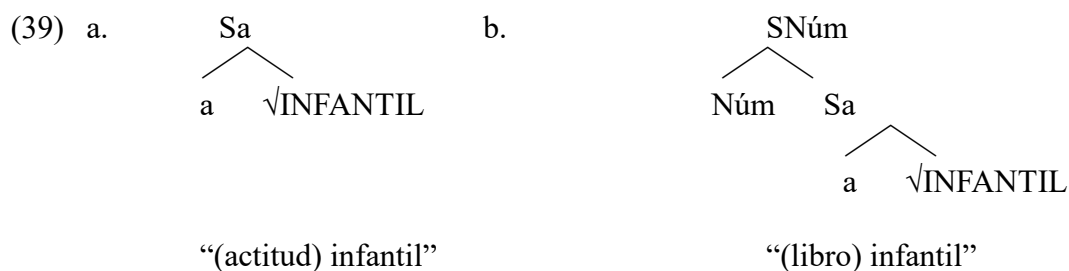 (39) a. Sa b. SNúm
a √INFANTIL Núm Sa
a √INFANTIL
“(actitud) infantil” “(libro) infantil”